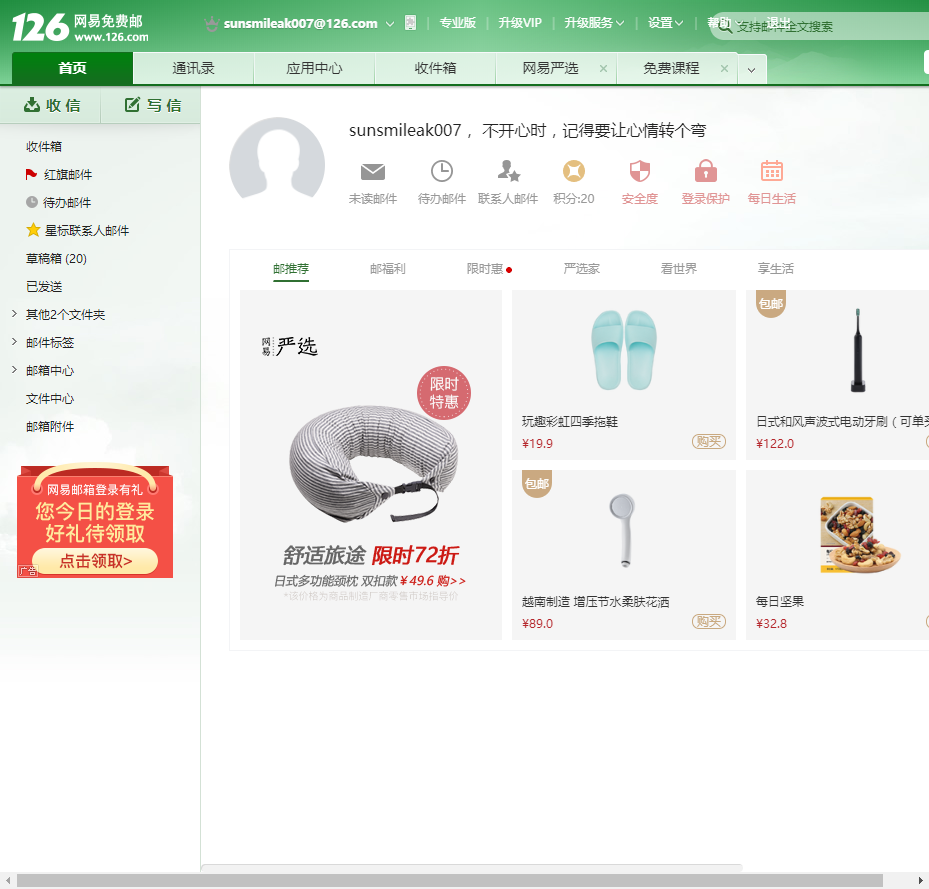 126 网易免费邮
www.126.com
sunsmileak007@126.com
专业版
升级VIP
升级服务
设置
帮助
退出
支持邮件全文搜索
首页
通讯录
应用中心
收件箱
网易严选
免费课程
收 信
写 信
收件箱
红旗邮件
待办邮件
星标联系人邮件
草稿箱 (20)
已发送
其他2个文件夹
邮件标签
邮箱中心
文件中心
邮箱附件
网易邮箱登录有礼
您今日的登录
好礼待领取
点击领取>
广告
sunsmileak007， 不开心时，记得要让心情转个弯
未读邮件
待办邮件
联系人邮件
积分:20
安全度
登录保护
每日生活
邮推荐
邮福利
限时惠
严选家
看世界
享生活
网易严选
限时
特惠
舒适旅途 限时72折
日式多功能颈枕 双扣款 ¥49.6 购>>
*该价格为商品制造厂商零售市场指导价
玩趣彩虹四季拖鞋
¥19.9
购买
包邮
日式和风声波式电动牙刷（可单买
¥122.0
包邮
越南制造 增压节水柔肤花洒
¥89.0
购买
每日坚果
¥32.8